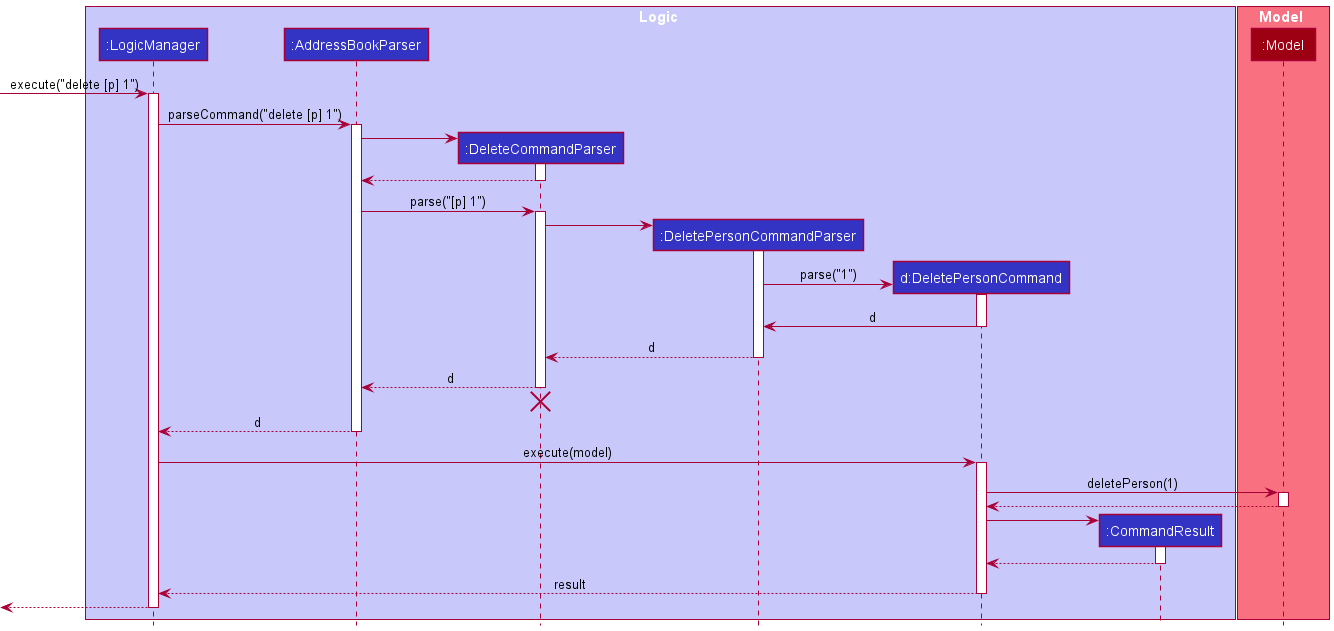 Logic
Model
:LogicManager
:AddressBookParser
:Model
execute("delete [p] 1")
parseCommand("delete [p] 1")
:DeleteCommandParser
parse("[p] 1")
:DeletePersonCommandParser
parse("1")
d:DeletePersonCommand
d
d
d
d
execute(model)
deletePerson(1)
:CommandResult
result